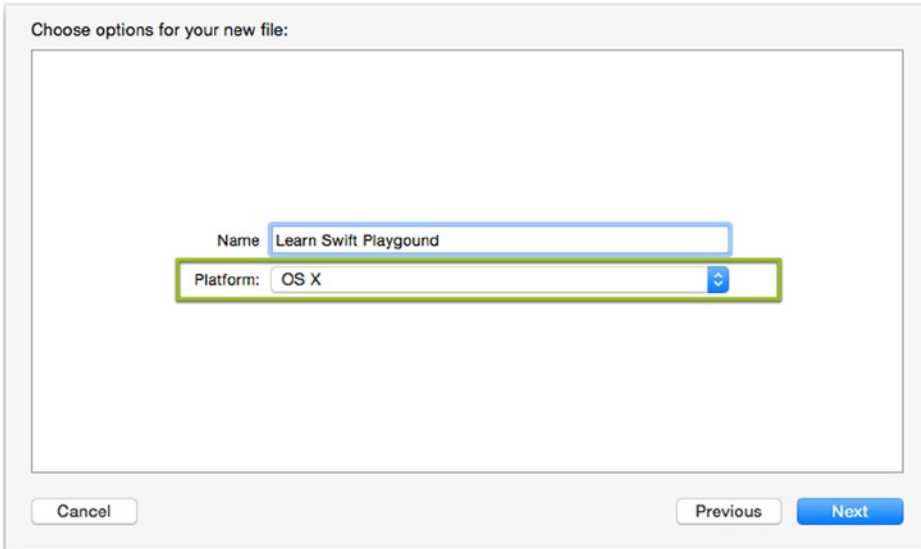 Choose options for your new file:
Name Learn Swift Playgound
Platform: OS X
Cancel Previous Next